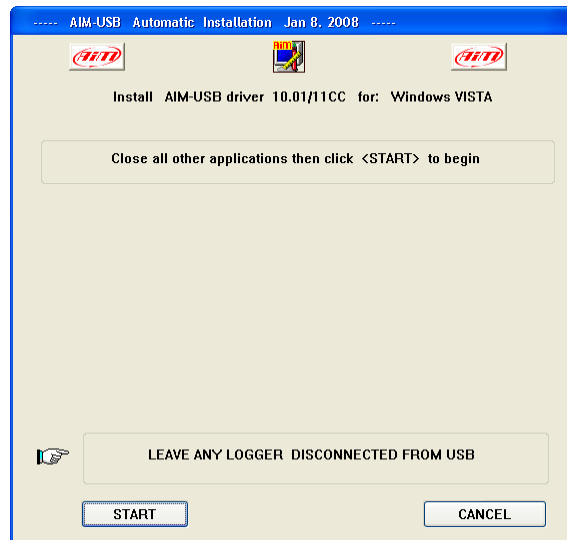 ----- AIM-USB Automatic Installation Jan 8. 2008 -----
AiM AiM AiM
Install AIM-USB driver 10.01/11CC for: Windows VISTA
Close all other applications then click <START> to begin
LEAVE ANY LOGGER DISCONNECTED FROM USB
START CANCEL